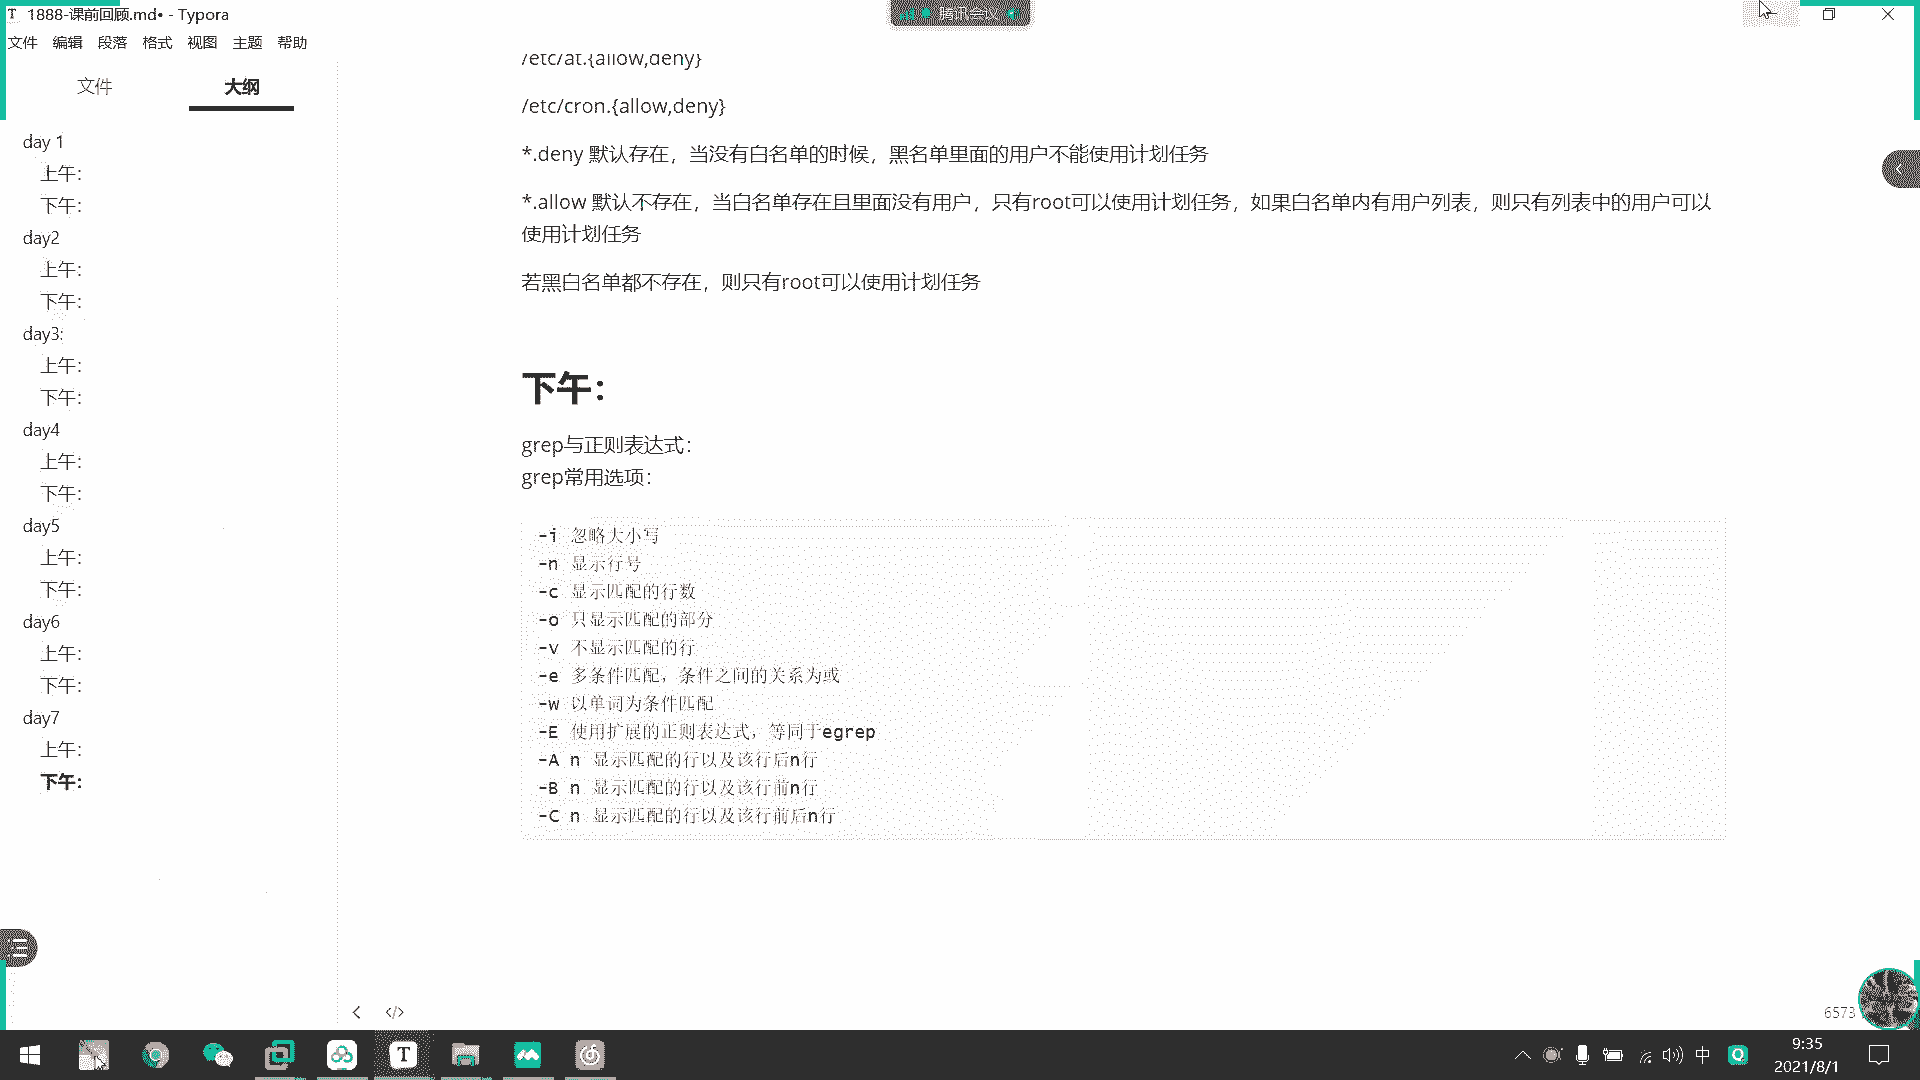 1888-课前回顾.md• - Typora
腾讯会议
文件 编辑 段落 格式 视图 主题 帮助
文件 大纲
day 1
上午:
下午:
day2
上午:
下午:
day3:
上午:
下午:
day4
上午:
下午:
day5
上午:
下午:
day6
上午:
下午:
day7
上午:
下午:
/etc/at.{allow,deny}
/etc/cron.{allow,deny}
*.deny 默认存在，当没有白名单的时候，黑名单里面的用户不能使用计划任务
*.allow 默认不存在，当白名单存在且里面没有用户，只有root可以使用计划任务，如果白名单内有用户列表，则只有列表中的用户可以
使用计划任务
若黑白名单都不存在，则只有root可以使用计划任务
下午：
grep与正则表达式：
grep常用选项：
-i 忽略大小写
-n 显示行号
-c 显示匹配的行数
-o 只显示匹配的部分
-v 不显示匹配的行
-e 多条件匹配，条件之间的关系为或
-w 以单词为条件匹配
-E 使用扩展的正则表达式，等同于egrep
-A n 显示匹配的行以及该行后n行
-B n 显示匹配的行以及该行前n行
-C n 显示匹配的行以及该行前后n行
</> 6573
中
9:35
2021/8/1